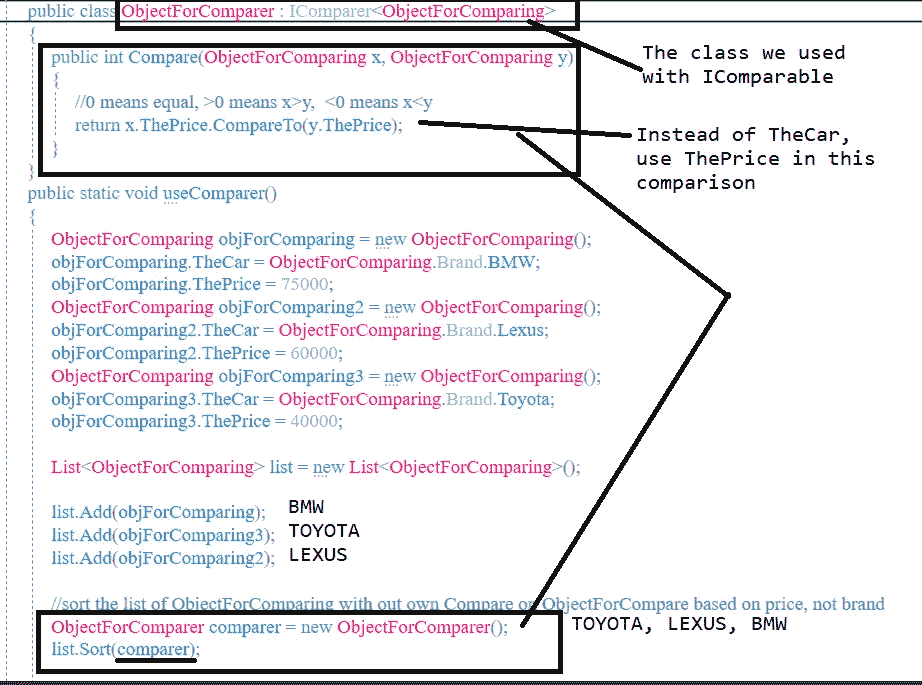 public class ObjectForComparer : IComparer<ObjectForComparing>
{
public int Compare(ObjectForComparing x, ObjectForComparing y)
{
//0 means equal, >0 means x>y, <0 means x<y
return x.ThePrice.CompareTo(y.ThePrice);
}
}
The class we used
with IComparable
Instead of TheCar,
use ThePrice in this
comparison
public static void useComparer()
{
ObjectForComparing objForComparing = new ObjectForComparing();
objForComparing.TheCar = ObjectForComparing.Brand.BMW;
objForComparing.ThePrice = 75000;
ObjectForComparing objForComparing2 = new ObjectForComparing();
objForComparing2.TheCar = ObjectForComparing.Brand.Lexus;
objForComparing2.ThePrice = 60000;
ObjectForComparing objForComparing3 = new ObjectForComparing();
objForComparing3.TheCar = ObjectForComparing.Brand.Toyota;
objForComparing3.ThePrice = 40000;
List<ObjectForComparing> list = new List<ObjectForComparing>();
list.Add(objForComparing); BMW
list.Add(objForComparing3); TOYOTA
list.Add(objForComparing2); LEXUS
//sort the list of ObjectForComparing with out own Compare on ObjectForCompare based on price, not brand
ObjectForComparer comparer = new ObjectForComparer(); TOYOTA, LEXUS, BMW
list.Sort(comparer);